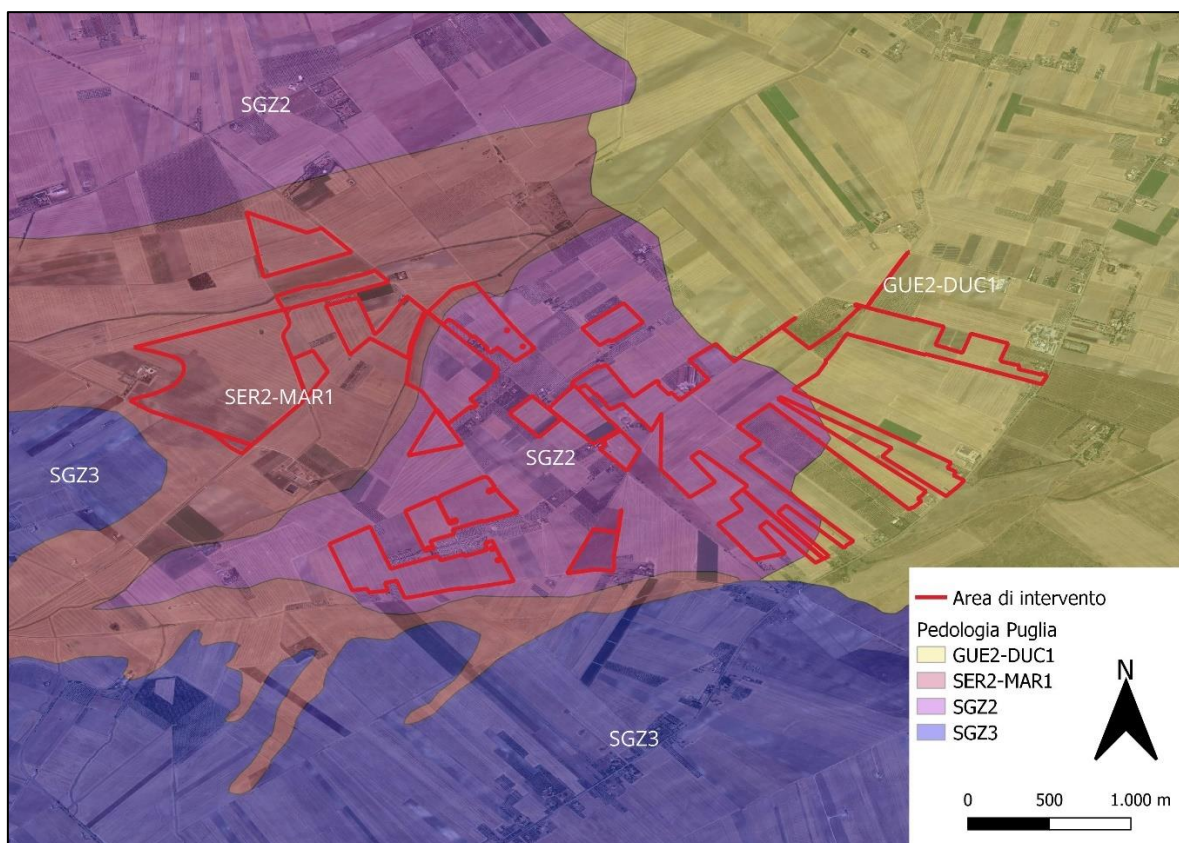 SGZ2
GUE2-DUC1
SER2-MAR1
SGZ2
SGZ3
SGZ3
Area di intervento
Pedologia Puglia
GUE2-DUC1
SER2-MAR1
SGZ2
SGZ3
N
0 500 1.000 m